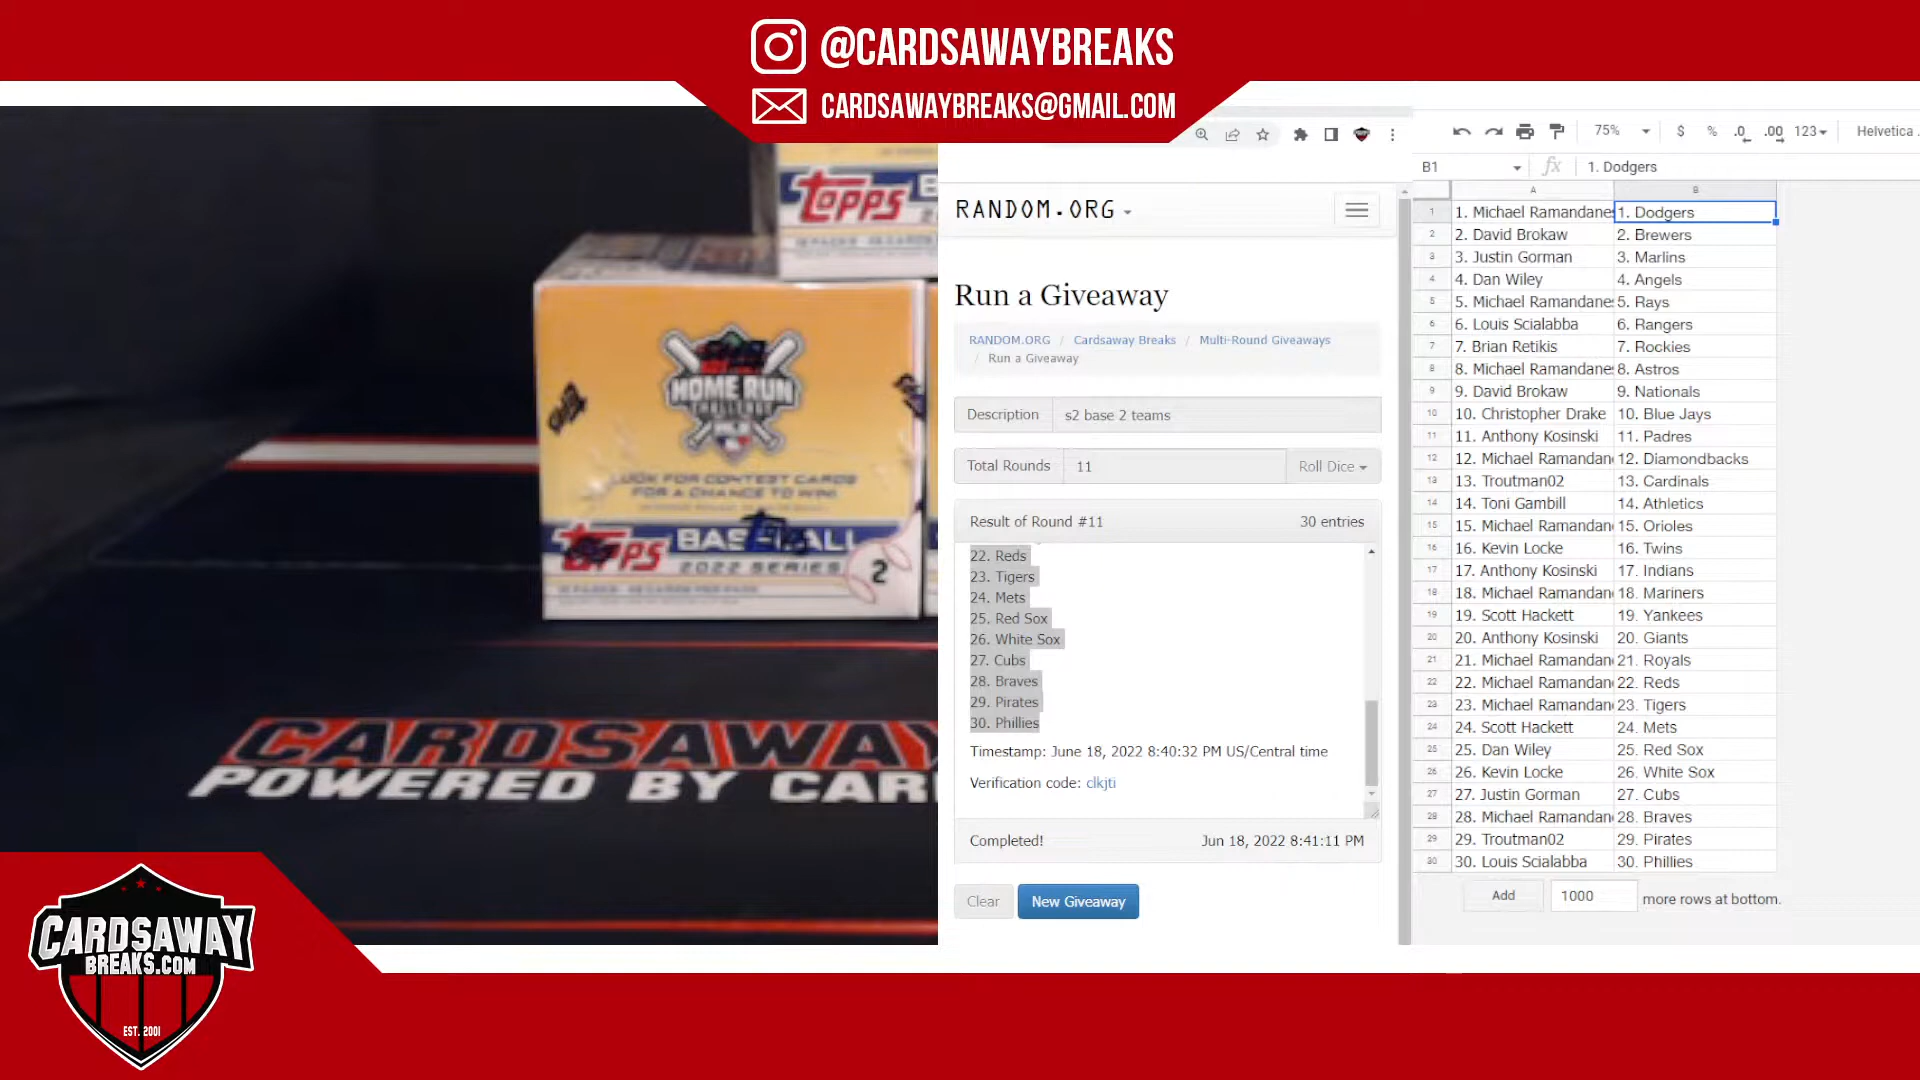 @CARDSAWAYBREAKS
CARDSAWAYBREAKS@GMAIL.COM
TOPPS
HOME RUN
LOOK FOR CONTEST CARDS
FOR A CHANCE TO WIN!
TOPPS BASEBALL
2022 SERIES 2
CARDSAWAY
POWERED BY CAR
CARDSAWAY
BREAKS.COM
EST. 2001
RANDOM.ORG
Run a Giveaway
RANDOM.ORG / Cardsaway Breaks / Multi-Round Giveaways
/ Run a Giveaway
Description s2 base 2 teams
Total Rounds 11 Roll Dice
Result of Round #11 30 entries
22. Reds
23. Tigers
24. Mets
25. Red Sox
26. White Sox
27. Cubs
28. Braves
29. Pirates
30. Phillies
Timestamp: June 18, 2022 8:40:32 PM US/Central time
Verification code: clkjti
Completed! Jun 18, 2022 8:41:11 PM
Clear New Giveaway
75% $ % .0 .00 123 Helvetica ..
B1 fx 1. Dodgers
A B
1 1. Michael Ramandanes 1. Dodgers
2 2. David Brokaw 2. Brewers
3 3. Justin Gorman 3. Marlins
4 4. Dan Wiley 4. Angels
5 5. Michael Ramandanes 5. Rays
6 6. Louis Scialabba 6. Rangers
7 7. Brian Retikis 7. Rockies
8 8. Michael Ramandanes 8. Astros
9 9. David Brokaw 9. Nationals
10 10. Christopher Drake 10. Blue Jays
11 11. Anthony Kosinski 11. Padres
12 12. Michael Ramandan 12. Diamondbacks
13 13. Troutman02 13. Cardinals
14 14. Toni Gambill 14. Athletics
15 15. Michael Ramandan 15. Orioles
16 16. Kevin Locke 16. Twins
17 17. Anthony Kosinski 17. Indians
18 18. Michael Ramandan 18. Mariners
19 19. Scott Hackett 19. Yankees
20 20. Anthony Kosinski 20. Giants
21 21. Michael Ramandan 21. Royals
22 22. Michael Ramandan 22. Reds
23 23. Michael Ramandan 23. Tigers
24 24. Scott Hackett 24. Mets
25 25. Dan Wiley 25. Red Sox
26 26. Kevin Locke 26. White Sox
27 27. Justin Gorman 27. Cubs
28 28. Michael Ramandan 28. Braves
29 29. Troutman02 29. Pirates
30 30. Louis Scialabba 30. Phillies
Add 1000 more rows at bottom.